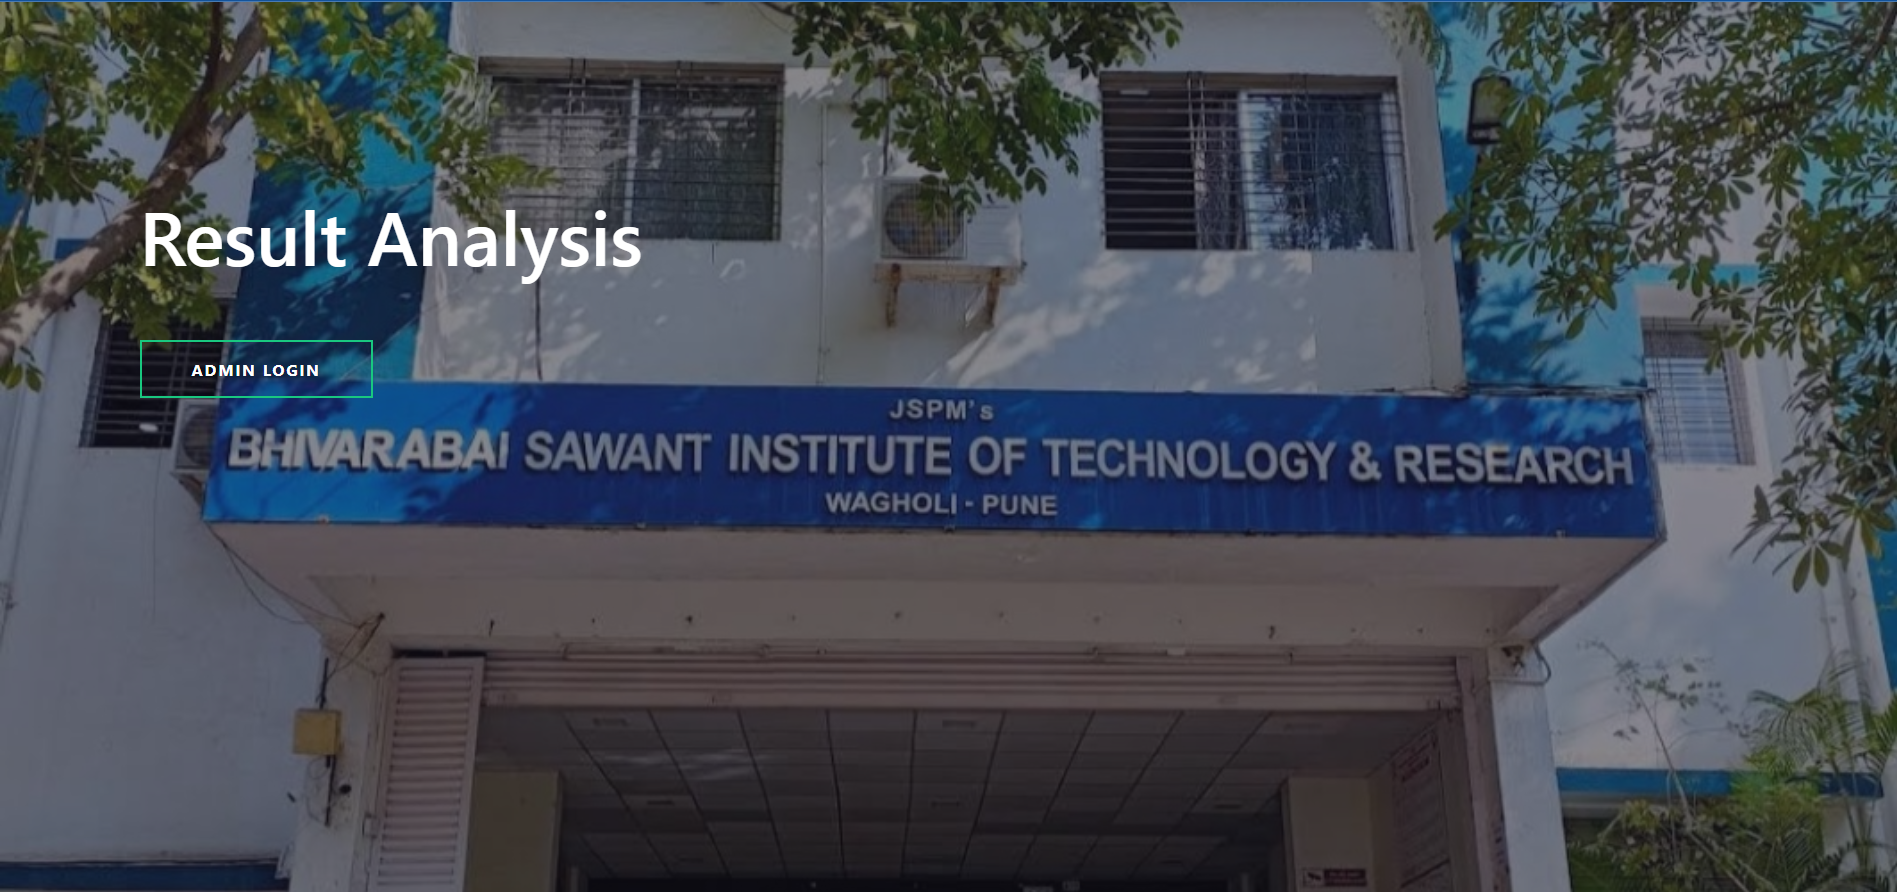 Result Analysis
ADMIN LOGIN
JSPM's
BHIVARABAI SAWANT INSTITUTE OF TECHNOLOGY & RESEARCH
WAGHOLI - PUNE